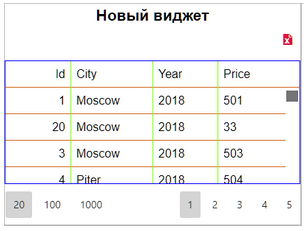 Новый виджет
Id City Year Price
1 Moscow 2018 501
20 Moscow 2018 33
3 Moscow 2018 503
4 Piter 2018 504
20 100 1000 1 2 3 4 5